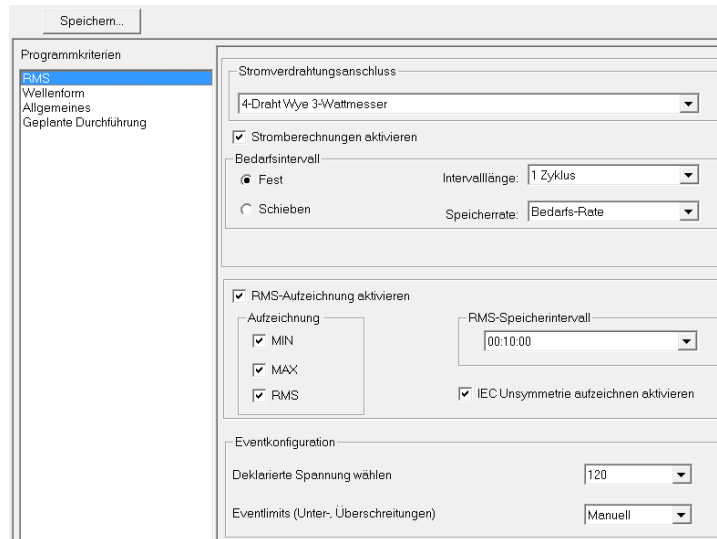 Speichern...
Programmkriterien
RMS
Wellenform
Allgemeines
Geplante Durchführung
Stromverdrahtungsanschluss
4-Draht Wye 3-Wattmesser
Stromberechnungen aktivieren
Bedarfsintervall
Fest
Intervalllänge: 1 Zyklus
Schieben
Speicherrate: Bedarfs-Rate
RMS-Aufzeichnung aktivieren
Aufzeichnung
RMS-Speicherintervall
MIN
00:10:00
MAX
RMS
IEC Unsymmetrie aufzeichnen aktivieren
Eventkonfiguration
Deklarierte Spannung wählen 120
Eventlimits (Unter-, Überschreitungen) Manuell